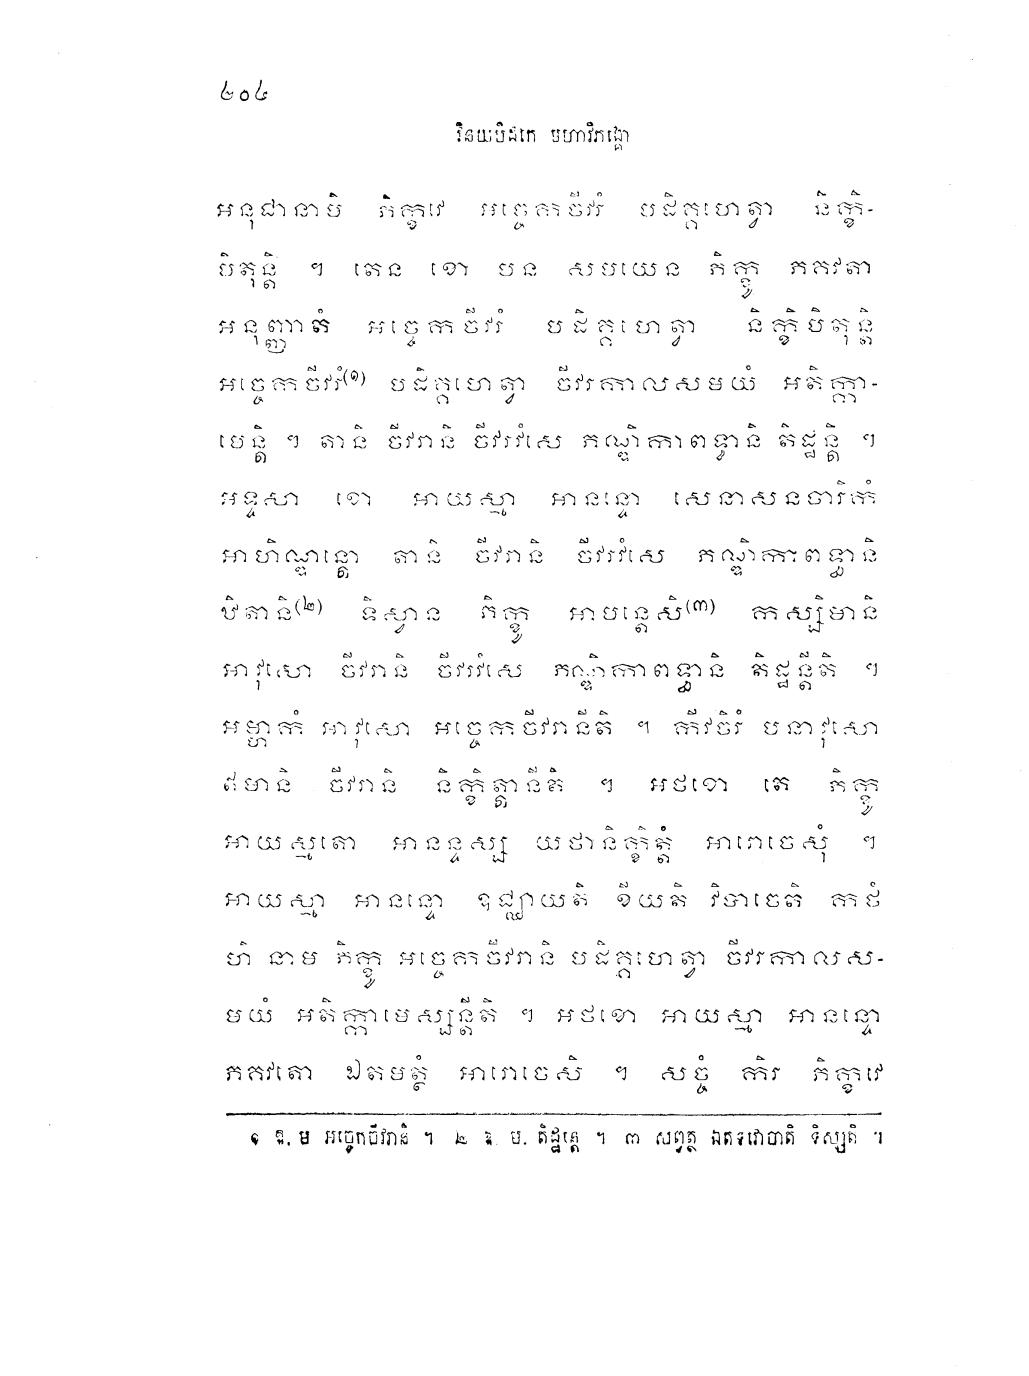 ៤០៤
វិនយបិដកេ មហាវិភង្គោ
អនុជានាមិ ភិក្ខវេ អច្ចេកចីវរំ បដិគ្គហេត្វា និក្ខិ-
បិតុន្តិ ។ តេន ខោ បន សមយេន ភិក្ខូ ភគវតា
អនុញ្ញាតំ អច្ចេកចីវរំ បដិគ្គហេត្វា និក្ខិបិតុន្តិ
អច្ចេកចីវរំ(១) បដិគ្គហេត្វា ចីវរកាលសមយំ អតិក្កា-
មេន្តិ ។ តានិ ចីវរានិ ចីវរវំសេ ភណ្ឌិកាពទ្ធានិ តិដ្ឋន្តិ ។
អទ្ទសា ខោ អាយស្មា អានន្ទោ សេនាសនចារិកំ
អាហិណ្ឌន្តោ តានិ ចីវរានិ ចីវរវំសេ ភណ្ឌិកាពទ្ធានិ
ឋិតានិ(២) ទិស្វាន ភិក្ខូ អាមន្តេសិ(៣) កស្សិមានិ
អាវុសោ ចីវរានិ ចីវរវំសេ ភណ្ឌិកាពទ្ធានិ តិដ្ឋន្តីតិ ។
អម្ហាកំ អាវុសោ អច្ចេកចីវរានីតិ ។ កីវចិរំ បនាវុសោ
ឥមានិ ចីវរានិ និក្ខិត្តានីតិ ។ អថខោ តេ ភិក្ខូ
អាយស្មតោ អានន្ទស្ស យថានិក្ខិត្តំ អារោចេសុំ ។
អាយស្មា អានន្ទោ ឧជ្ឈាយតិ ខីយតិ វិបាចេតិ កថំ
ហិ នាម ភិក្ខូ អច្ចេកចីវរានិ បដិគ្គហេត្វា ចីវរកាលស-
មយំ អតិក្កាមេស្សន្តីតិ ។ អថខោ អាយស្មា អានន្ទោ
ភគវតោ ឯតមត្ថំ អារោចេសិ ។ សច្ចំ កិរ ភិក្ខវេ
១ ឱ. ម អច្ចេកចីវរានិ ។ ២ ឱ. ម. តិដ្ឋន្តេ ។ ៣ សព្វត្ថ ឯតទវោចាតិ ទិស្សតិ ។